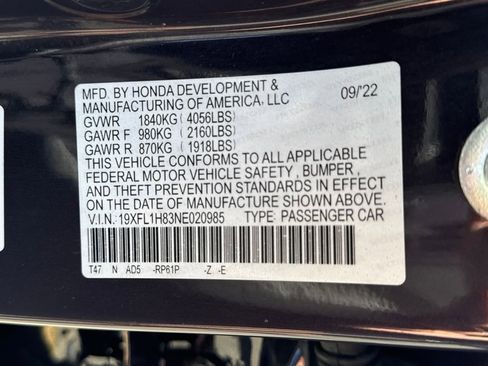 MFD. BY HONDA DEVELOPMENT &
MANUFACTURING OF AMERICA, LLC 09/'22
GVWR 1840KG (4056LBS)
GAWR F 980KG (2160LBS)
GAWR R 870KG (1918LBS)
THIS VEHICLE CONFORMS TO ALL APPLICABLE
FEDERAL MOTOR VEHICLE SAFETY , BUMPER ,
AND THEFT PREVENTION STANDARDS IN EFFECT
ON THE DATE OF MANUFACTURE SHOWN ABOVE.
V.I.N.: 19XFL1H83NE020985 TYPE: PASSENGER CAR
T47 N AD5 -RP61P -Z -E